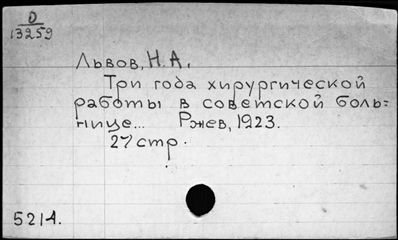 D
13259
Львов, Н.А.
Три года хирургической
работы в советской боль=
нице... Ржев, 1923.
27 стр.
5214.